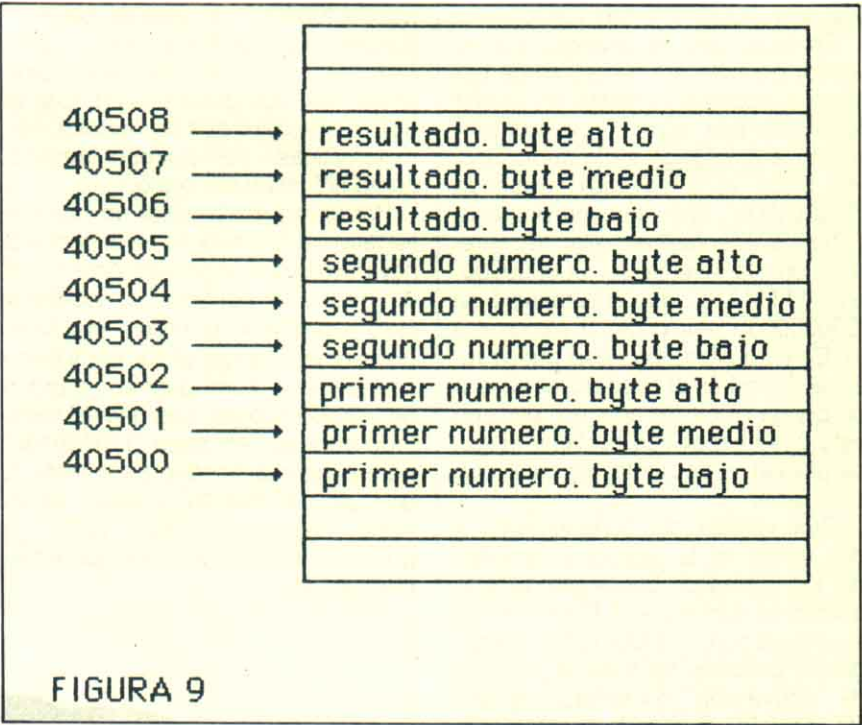 40508 resultado. byte alto
40507 resultado. byte medio
40506 resultado. byte bajo
40505 segundo numero. byte alto
40504 segundo numero. byte medio
40503 segundo numero. byte bajo
40502 primer numero. byte alto
40501 primer numero. byte medio
40500 primer numero. byte bajo
FIGURA 9